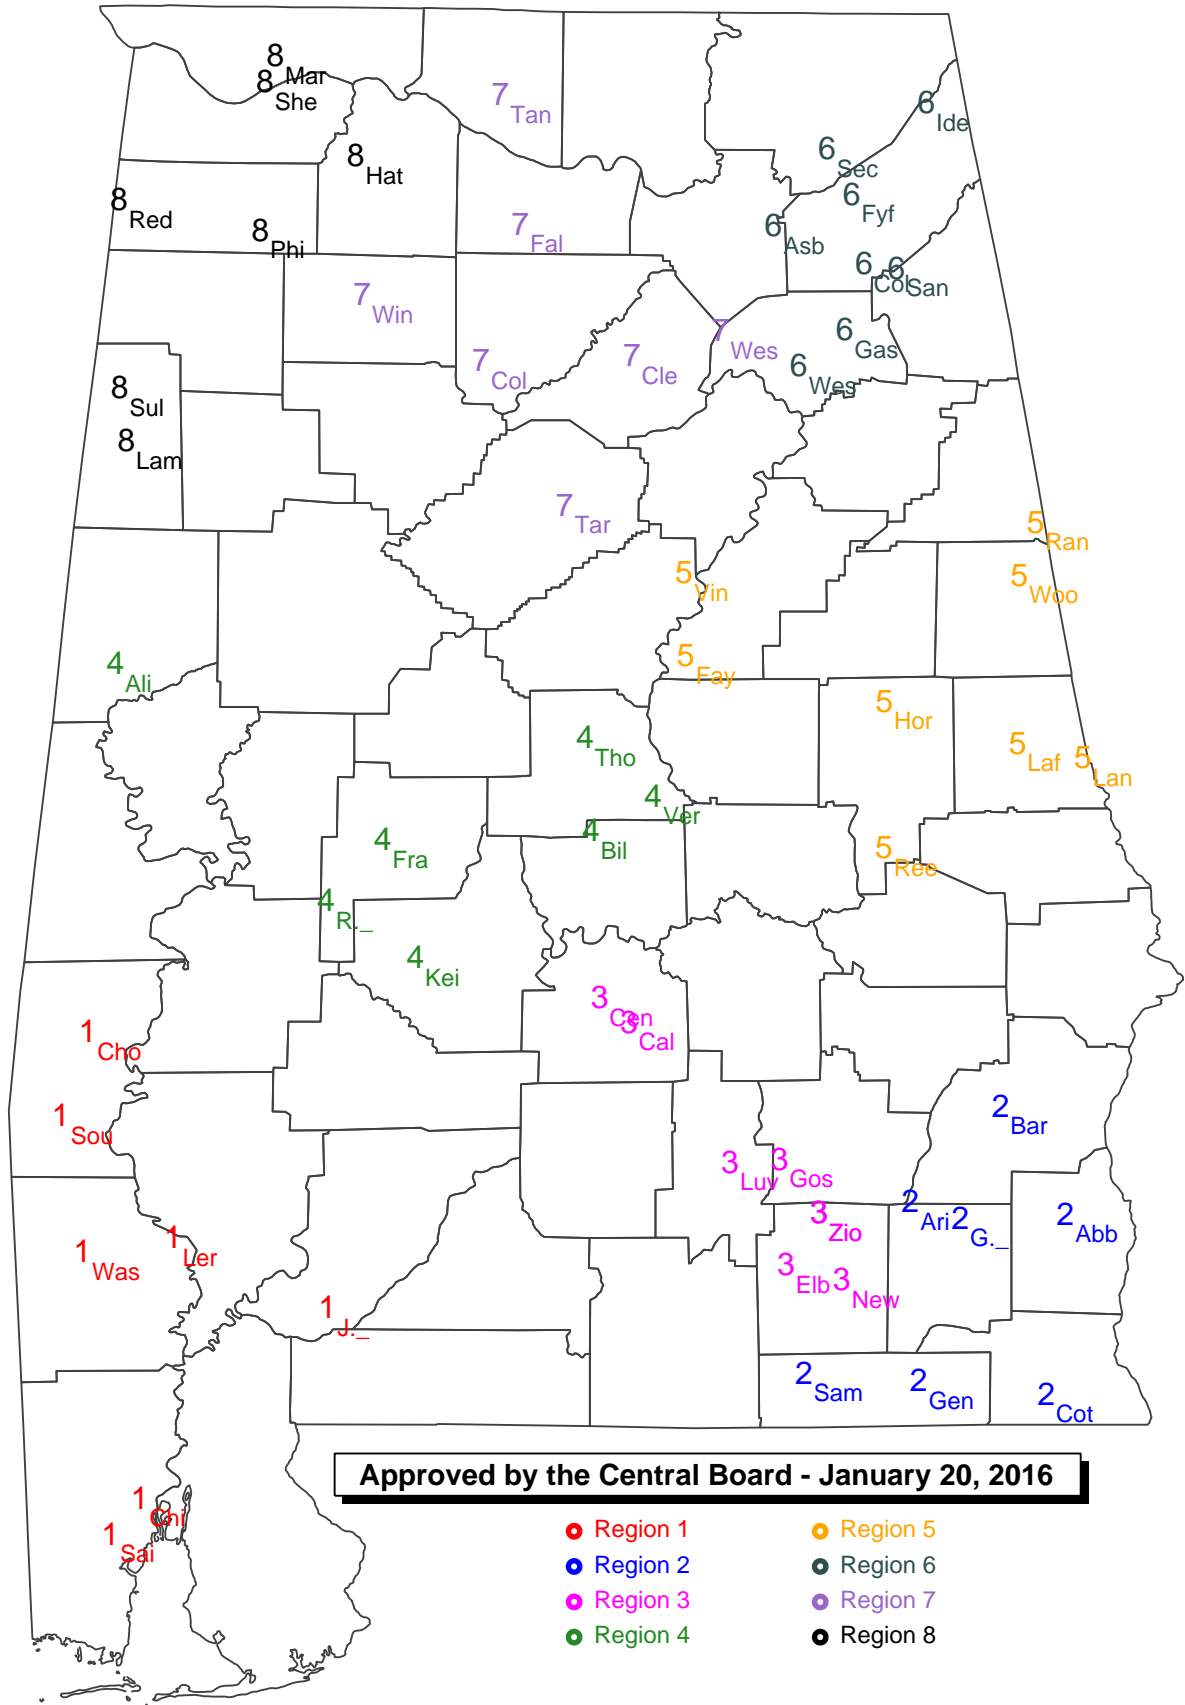 8 Mar
8 She
7 Tan
6 Ide
8 Hat
6 Sec
8 Red
6 Fyf
8 Phi
7 Fal
6 Asb
6 Col
6 San
7 Win
7 Wes
6 Gas
7 Col
7 Cle
6 Wes
8 Sul
8 Lam
7 Tar
5 Ran
5 Vin
5 Woo
4 Ali
5 Fay
5 Hor
4 Tho
5 Laf
5 Lan
4 Ver
4 Fra
4 Bil
5 Ree
4 R._
4 Kei
3 Cen
3 Cal
1 Cho
1 Sou
2 Bar
3 Luv
3 Gos
2 Ari
2 G._
2 Abb
3 Zio
1 Was
1 Ler
3 Elb
3 New
1 J._
2 Sam
2 Gen
2 Cot
Approved by the Central Board - January 20, 2016
1 Chi
1 Sai
Region 1
Region 2
Region 3
Region 4
Region 5
Region 6
Region 7
Region 8